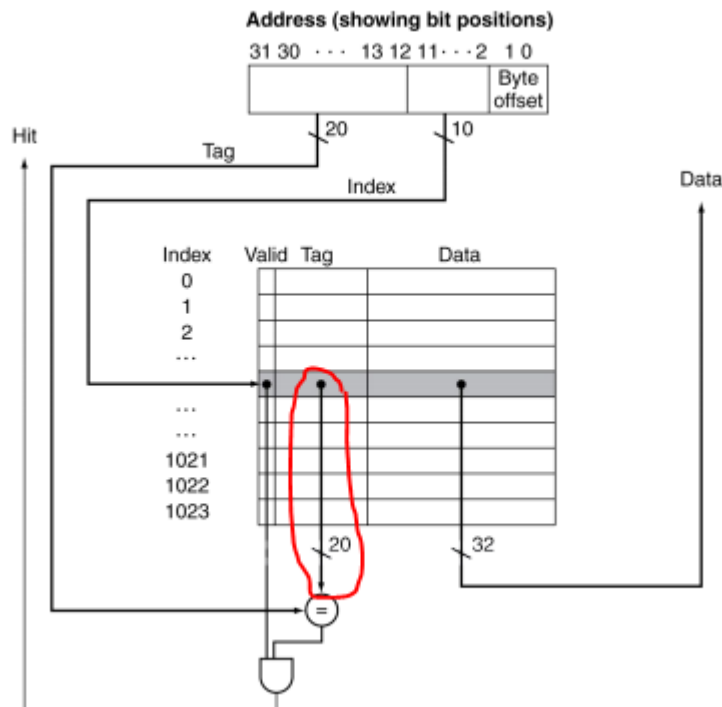 Address (showing bit positions)
31 30 ··· 13 12 11 ··· 2 1 0
Byte
offset
20
10
Hit
Tag
Index
Data
Index Valid Tag Data
0
1
2
...
...
...
1021
1022
1023
20
32
=